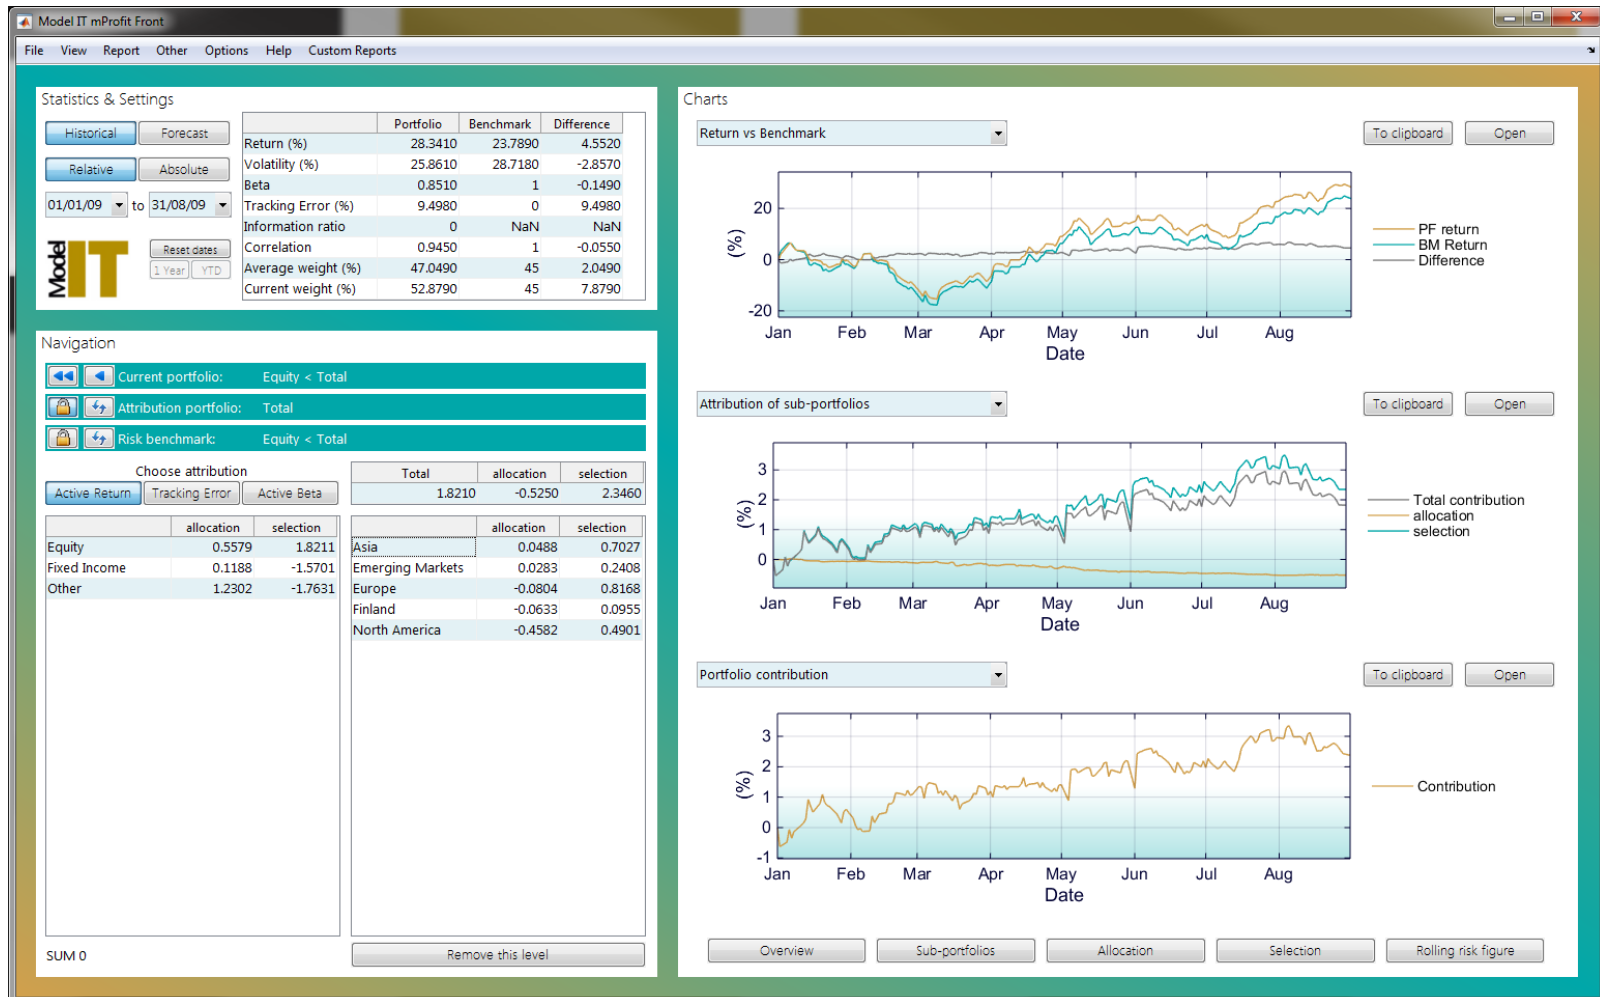 Model IT mProfit Front
File View Report Other Options Help Custom Reports
Statistics & Settings
Historical Forecast
Relative Absolute
01/01/09 to 31/08/09
Model IT
Reset dates
1 Year YTD
Portfolio Benchmark Difference
Return (%) 28.3410 23.7890 4.5520
Volatility (%) 25.8610 28.7180 -2.8570
Beta 0.8510 1 -0.1490
Tracking Error (%) 9.4980 0 9.4980
Information ratio 0 NaN NaN
Correlation 0.9450 1 -0.0550
Average weight (%) 47.0490 45 2.0490
Current weight (%) 52.8790 45 7.8790
Navigation
Current portfolio: Equity < Total
Attribution portfolio: Total
Risk benchmark: Equity < Total
Choose attribution
Active Return Tracking Error Active Beta
Total allocation selection
1.8210 -0.5250 2.3460
allocation selection
Equity 0.5579 1.8211
Fixed Income 0.1188 -1.5701
Other 1.2302 -1.7631
allocation selection
Asia 0.0488 0.7027
Emerging Markets 0.0283 0.2408
Europe -0.0804 0.8168
Finland -0.0633 0.0955
North America -0.4582 0.4901
SUM 0
Remove this level
Charts
Return vs Benchmark
To clipboard Open
20
0
-20
(%)
Jan Feb Mar Apr May Jun Jul Aug
Date
PF return
BM Return
Difference
Attribution of sub-portfolios
To clipboard Open
3
2
1
0
(%)
Jan Feb Mar Apr May Jun Jul Aug
Date
Total contribution
allocation
selection
Portfolio contribution
To clipboard Open
3
2
1
0
-1
(%)
Jan Feb Mar Apr May Jun Jul Aug
Date
Contribution
Overview Sub-portfolios Allocation Selection Rolling risk figure